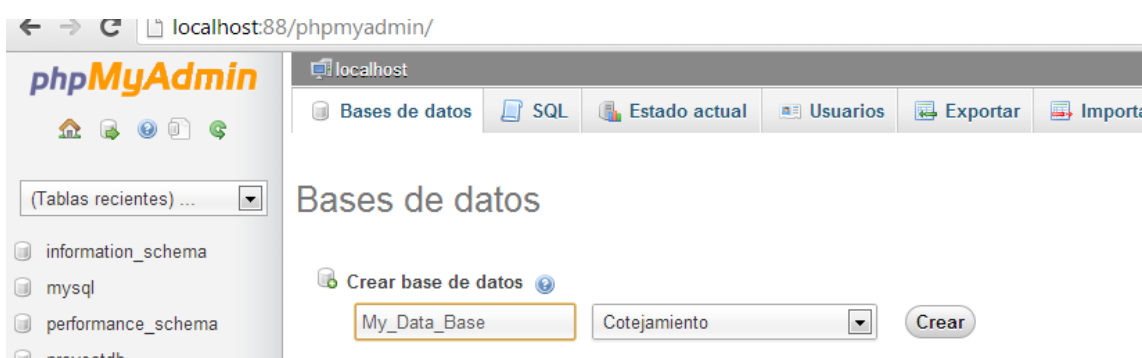 localhost:88/phpmyadmin/
phpMyAdmin
localhost
Bases de datos SQL Estado actual Usuarios Exportar Importa
(Tablas recientes) ...
Bases de datos
information_schema
mysql
performance_schema
Crear base de datos
My_Data_Base Cotejamiento Crear